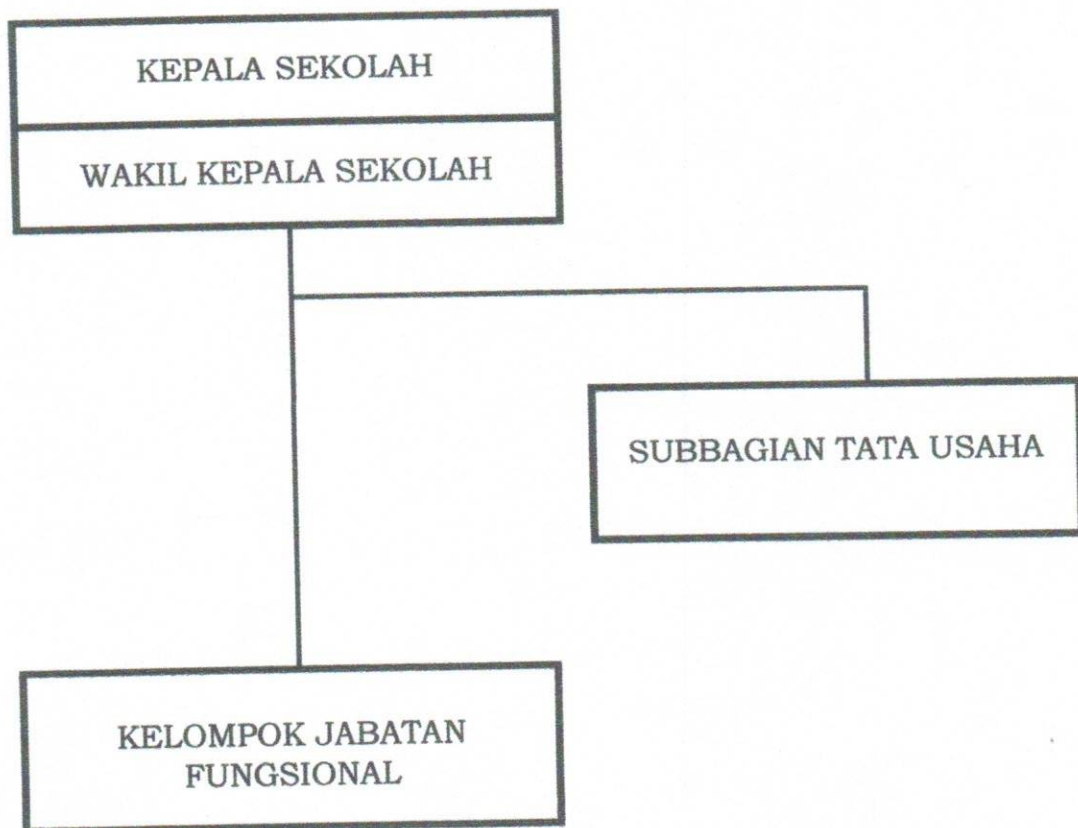 KEPALA SEKOLAH
WAKIL KEPALA SEKOLAH
SUBBAGIAN TATA USAHA
KELOMPOK JABATAN
FUNGSIONAL